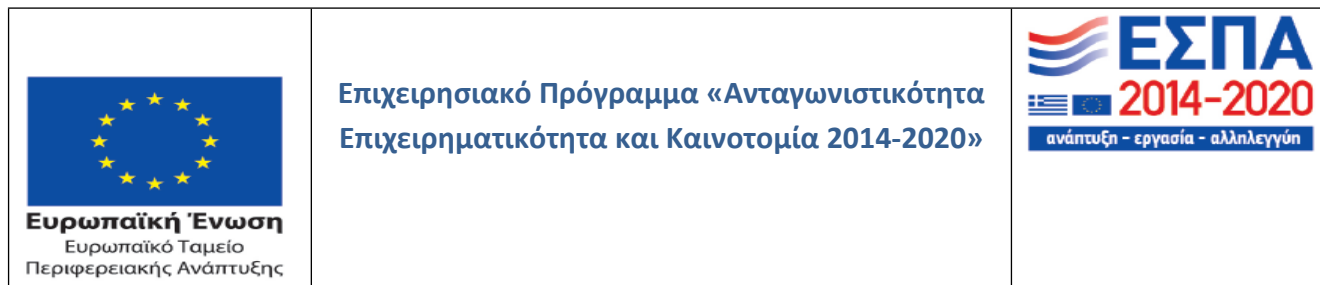 Ευρωπαϊκή Ένωση
Ευρωπαϊκό Ταμείο
Περιφερειακής Ανάπτυξης
Επιχειρησιακό Πρόγραμμα «Ανταγωνιστικότητα
Επιχειρηματικότητα και Καινοτομία 2014-2020»
ΕΣΠΑ
2014-2020
ανάπτυξη - εργασία - αλληλεγγύη